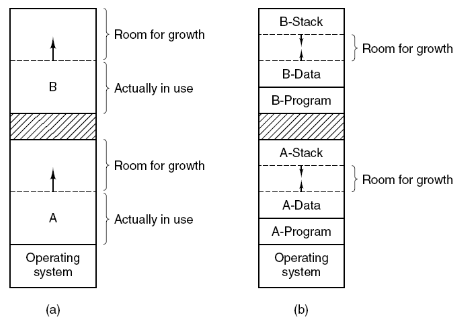 Room for growth
B
Actually in use
Room for growth
A
Actually in use
Operating
system
(a)
B-Stack
Room for growth
B-Data
B-Program
A-Stack
Room for growth
A-Data
A-Program
Operating
system
(b)